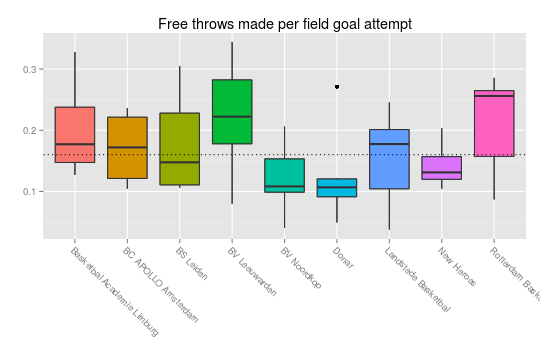 Free throws made per field goal attempt
0.3
0.2
0.1
Basketbal Academie Limburg
BC APOLLO Amsterdam
BS Leiden
BV Leeuwarden
BV Noordkop
Donar
Landstede Basketbal
New Heroes
Rotterdam